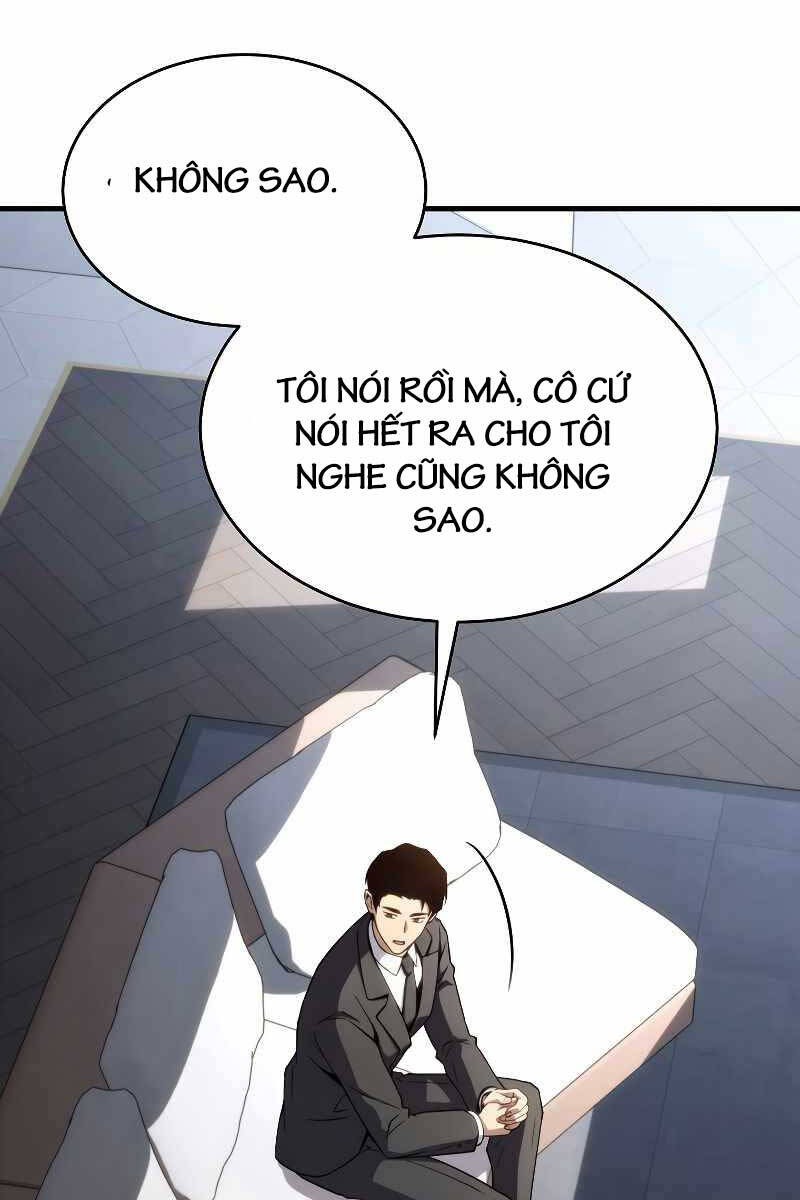 KHÔNG SAO.
TÔI NÓI RỒI MÀ, CÔ CỨ
NÓI HẾT RA CHO TÔI
NGHE CŨNG KHÔNG
SAO.